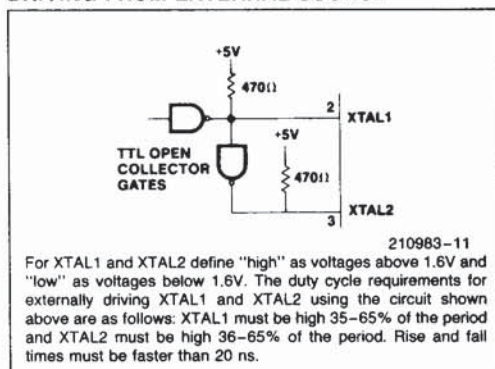 +5V
470Ω
2
XTAL1
+5V
TTL OPEN
COLLECTOR
GATES
470Ω
XTAL2
3
210983–11
For XTAL1 and XTAL2 define "high" as voltages above 1.6V and
"low" as voltages below 1.6V. The duty cycle requirements for
externally driving XTAL1 and XTAL2 using the circuit shown
above are as follows: XTAL1 must be high 35–65% of the period
and XTAL2 must be high 36–65% of the period. Rise and fall
times must be faster than 20 ns.